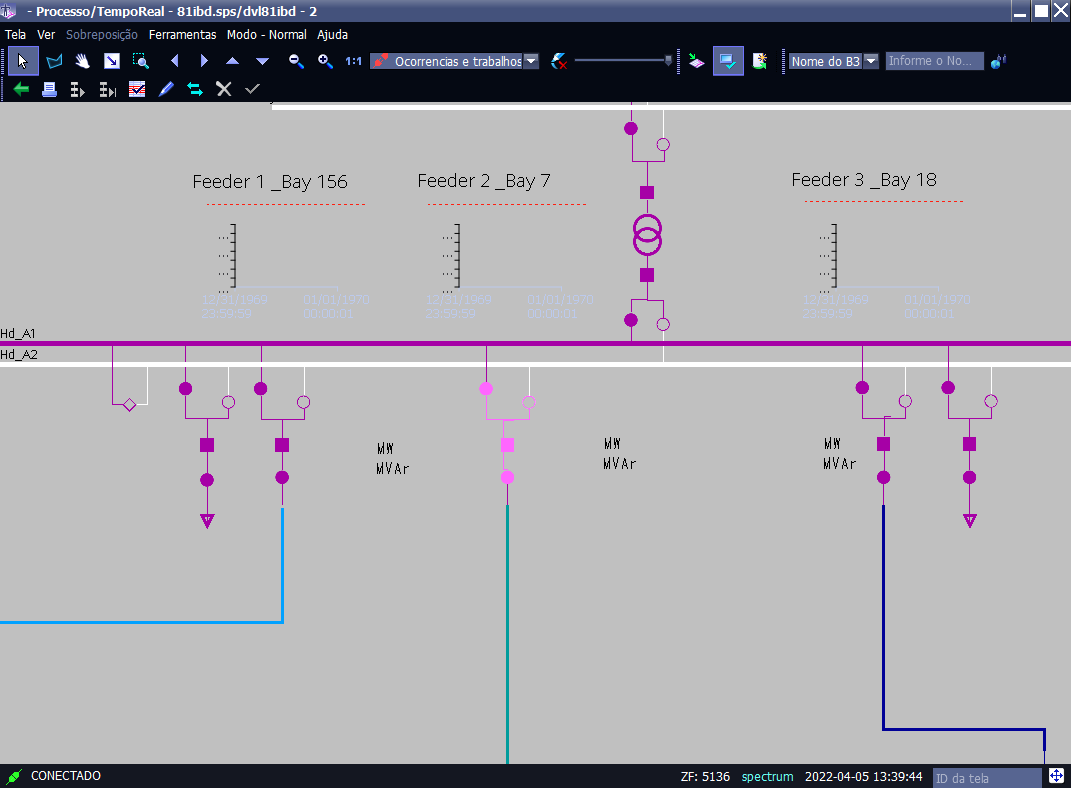 - Processo/TempoReal - 81ibd.sps/dvl81ibd - 2
Tela Ver Sobreposição Ferramentas Modo - Normal Ajuda
1:1 Ocorrencias e trabalhos Nome do B3 Informe o No...
Feeder 1 _Bay 156 Feeder 2 _Bay 7 Feeder 3 _Bay 18
... ... ...
... ... ...
... ... ...
... ... ...
12/31/1969 01/01/1970 12/31/1969 01/01/1970 12/31/1969 01/01/1970
23:59:59 00:00:01 23:59:59 00:00:01 23:59:59 00:00:01
Hd_A1
Hd_A2
MW MW MW
MVAr MVAr MVAr
CONECTADO ZF: 5136 spectrum 2022-04-05 13:39:44 ID da tela